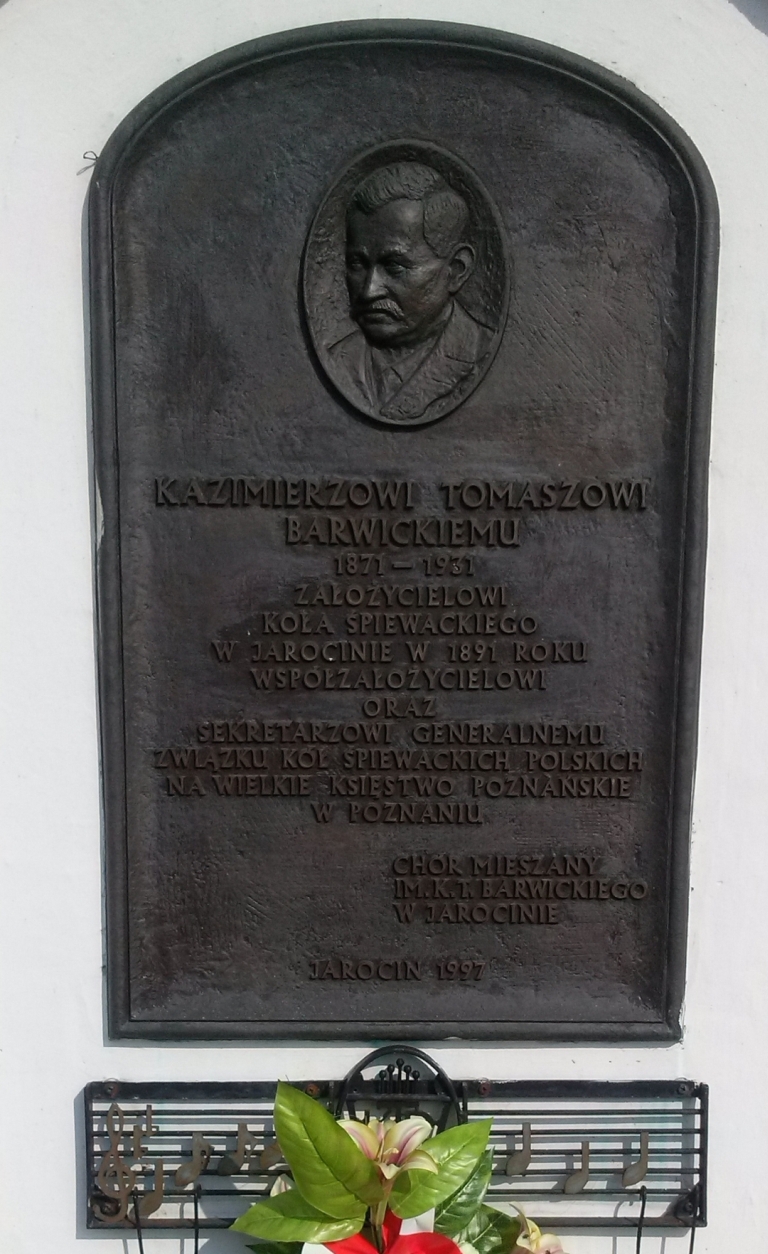 KAZIMIERZOWI TOMASZOWI
BARWICKIEMU
1871 – 1931
ZAŁOŻYCIELOWI
KOŁA ŚPIEWACKIEGO
W JAROCINIE W 1891 ROKU
WSPÓŁZAŁOŻYCIELOWI
ORAZ
SEKRETARZOWI GENERALNEMU
ZWIĄZKU KÓŁ ŚPIEWACKICH POLSKICH
NA WIELKIE KSIĘSTWO POZNAŃSKIE
W POZNANIU
CHÓR MIESZANY
IM. K. T. BARWICKIEGO
W JAROCINIE
JAROCIN 1997